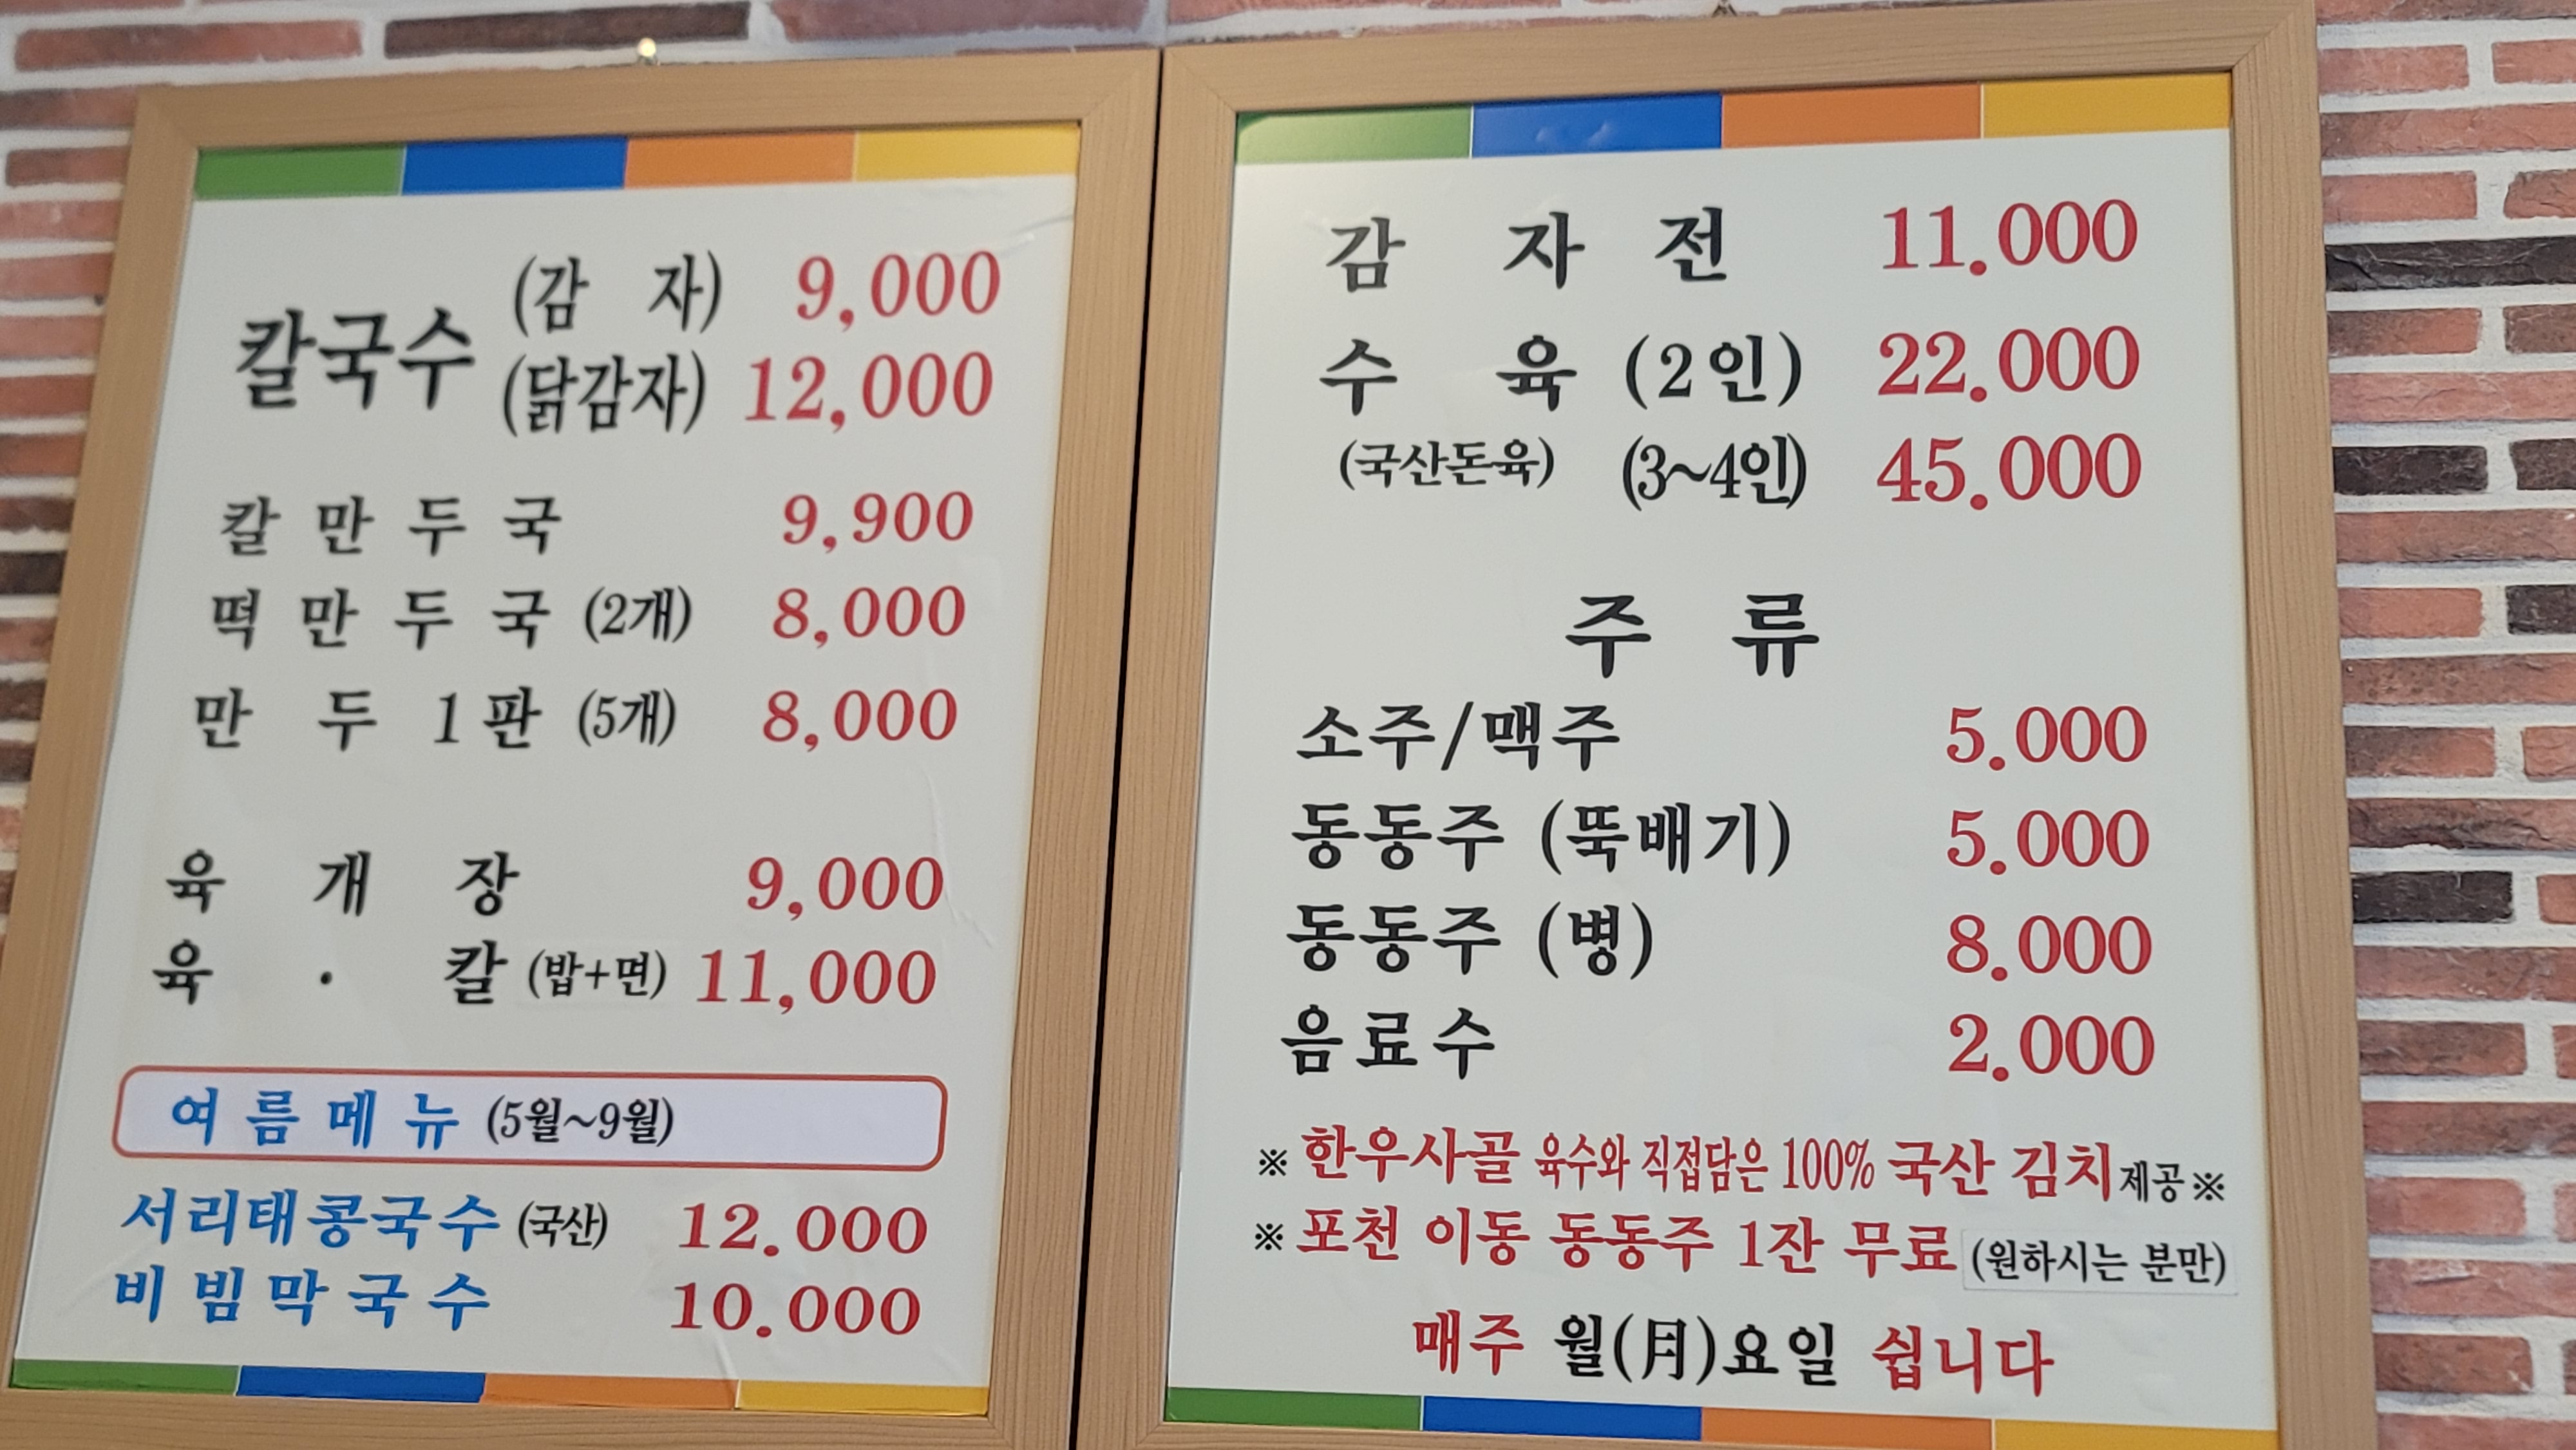 칼국수 (감 자) 9,000
(닭감자) 12,000
칼만두국 9,900
떡만두국 (2개) 8,000
만두 1판 (5개) 8,000
육개장 9,000
육 · 칼 (밥+면) 11,000
여름메뉴 (5월~9월)
서리태콩국수 (국산) 12.000
비빔막국수 10.000
감자전 11.000
수육 (2인) 22.000
(국산돈육) (3~4인) 45.000
주류
소주/맥주 5.000
동동주 (뚝배기) 5.000
동동주 (병) 8.000
음료수 2.000
※ 한우사골 육수와 직접담은 100% 국산 김치제공※
※ 포천 이동 동동주 1잔 무료 (원하시는 분만)
매주 월(月)요일 쉽니다